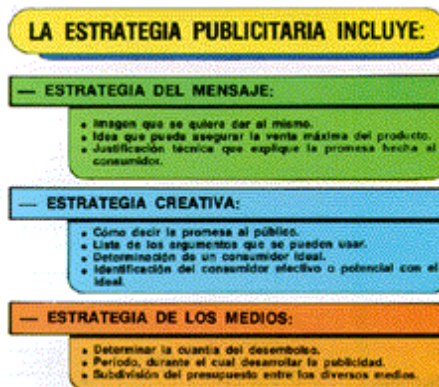 LA ESTRATEGIA PUBLICITARIA INCLUYE:
— ESTRATEGIA DEL MENSAJE:
• Imagen que se quiere dar al mismo.
• Idea que pueda asegurar la venta máxima del producto.
• Justificación técnica que explique la promesa hecha al
consumidor.
— ESTRATEGIA CREATIVA:
• Cómo decir la promesa al público.
• Lista de los argumentos que se pueden usar.
• Determinación de un consumidor ideal.
• Identificación del consumidor efectivo o potencial con el
ideal.
— ESTRATEGIA DE LOS MEDIOS:
• Determinar la cuantía del desembolso.
• Período, durante el cual desarrollar la publicidad.
• Subdivisión del presupuesto entre los diversos medios.